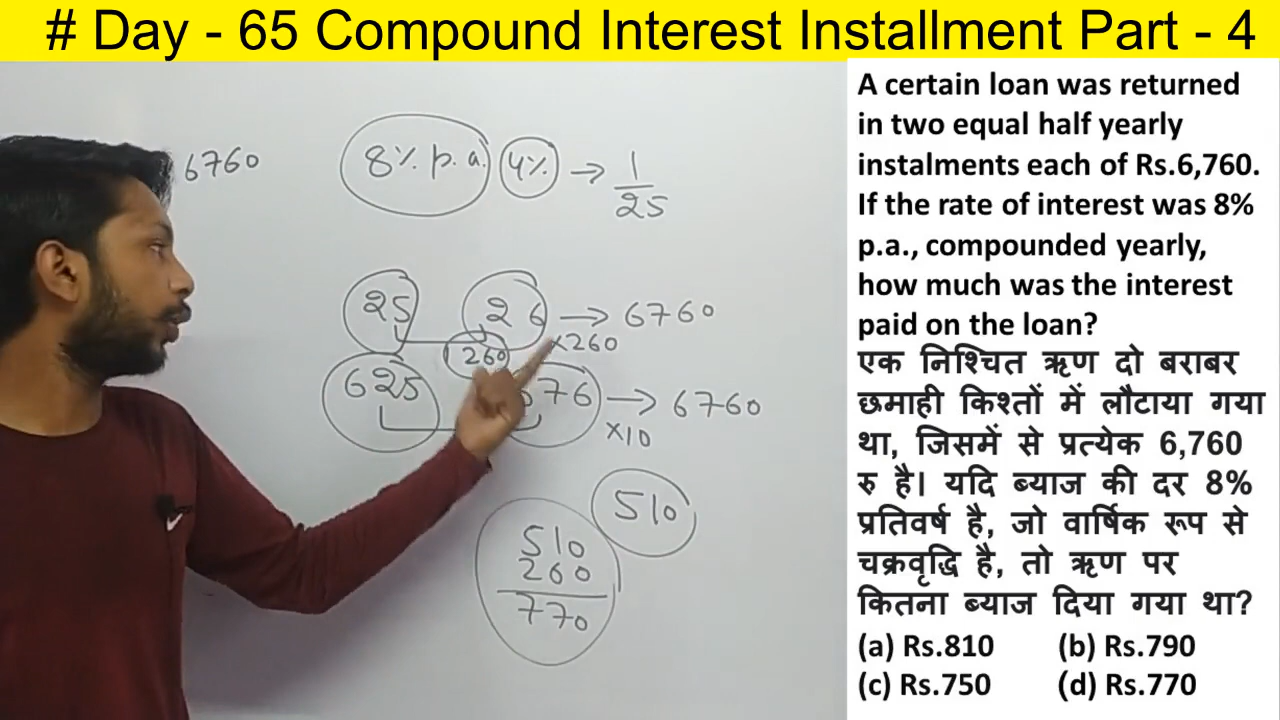 # Day - 65 Compound Interest Installment Part - 4
6760
8% p.a. 4% → 1/25
25 26 → 6760
260 ×260
625 676 → 6760
×10
510
510
260
770
A certain loan was returned
in two equal half yearly
instalments each of Rs.6,760.
If the rate of interest was 8%
p.a., compounded yearly,
how much was the interest
paid on the loan?
एक निश्चित ऋण दो बराबर
छमाही किश्तों में लौटाया गया
था, जिसमें से प्रत्येक 6,760
रु है। यदि ब्याज की दर 8%
प्रतिवर्ष है, जो वार्षिक रूप से
चक्रवृद्धि है, तो ऋण पर
कितना ब्याज दिया गया था?
(a) Rs.810 (b) Rs.790
(c) Rs.750 (d) Rs.770